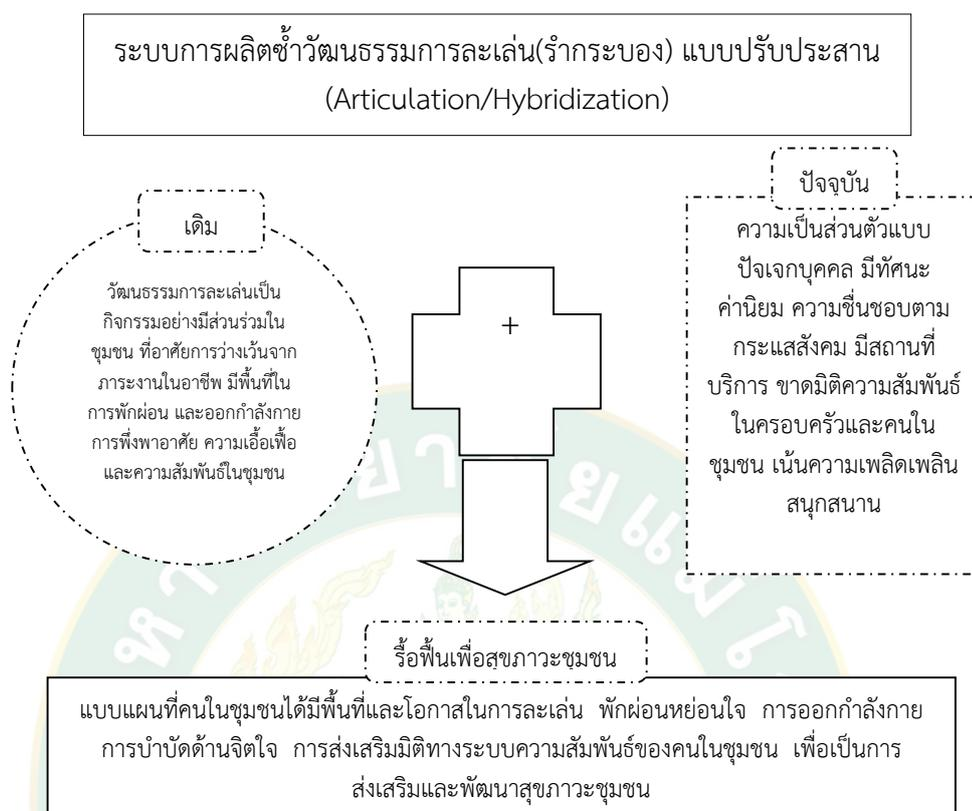 ระบบการผลิตซ้ำวัฒนธรรมการละเล่น(รำกระบอง) แบบปรับประสาน
(Articulation/Hybridization)
เดิม
วัฒนธรรมการละเล่นเป็น
กิจกรรมอย่างมีส่วนร่วมใน
ชุมชน ที่อาศัยการว่างเว้นจาก
ภาระงานในอาชีพ มีพื้นที่ใน
การพักผ่อน และออกกำลังกาย
การพึ่งพาอาศัย ความเอื้อเฟื้อ
และความสัมพันธ์ในชุมชน
+
ปัจจุบัน
ความเป็นส่วนตัวแบบ
ปัจเจกบุคคล มีทัศนะ
ค่านิยม ความชื่นชอบตาม
กระแสสังคม มีสถานที่
บริการ ขาดมิติความสัมพันธ์
ในครอบครัวและคนใน
ชุมชน เน้นความเพลิดเพลิน
สนุกสนาน
รื้อฟื้นเพื่อสุขภาวะชุมชน
แบบแผนที่คนในชุมชนได้มีพื้นที่และโอกาสในการละเล่น พักผ่อนหย่อนใจ การออกกำลังกาย
การบำบัดด้านจิตใจ การส่งเสริมมิติทางระบบความสัมพันธ์ของคนในชุมชน เพื่อเป็นการ
ส่งเสริมและพัฒนาสุขภาวะชุมชน